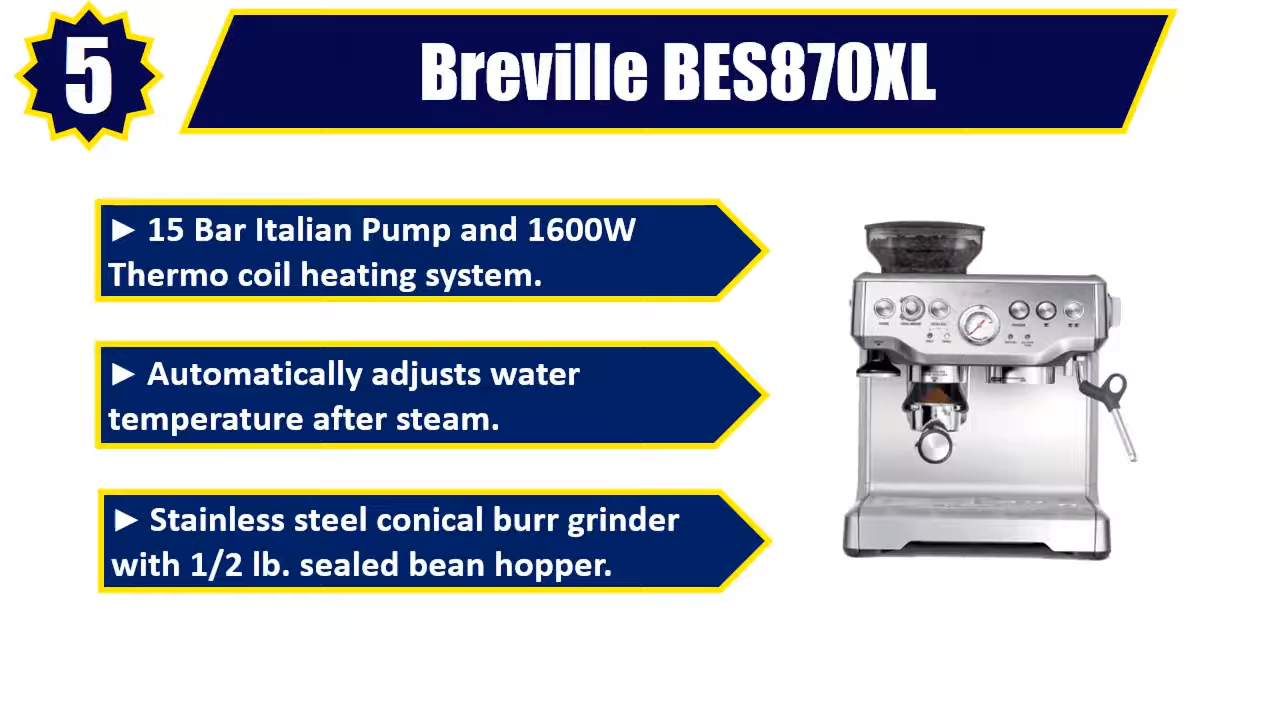 5
Breville BES870XL
► 15 Bar Italian Pump and 1600W
Thermo coil heating system.
► Automatically adjusts water
temperature after steam.
► Stainless steel conical burr grinder
with 1/2 lb. sealed bean hopper.